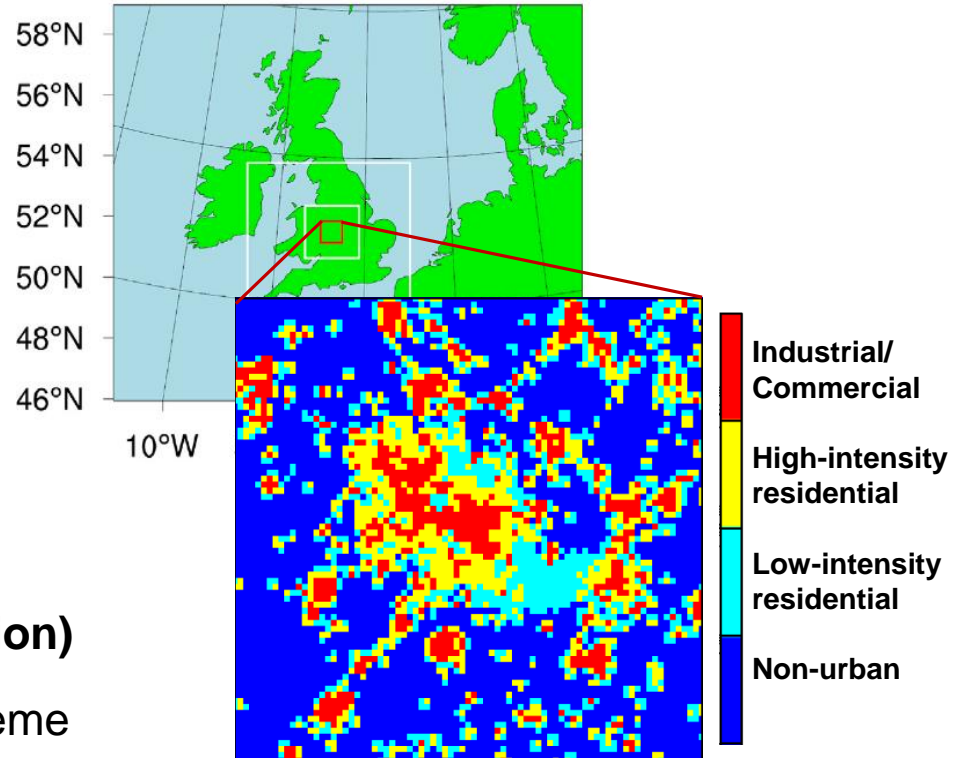 58°N
56°N
54°N
52°N
50°N
48°N
46°N
10°W
Industrial/
Commercial
High-intensity
residential
Low-intensity
residential
Non-urban
on)
eme